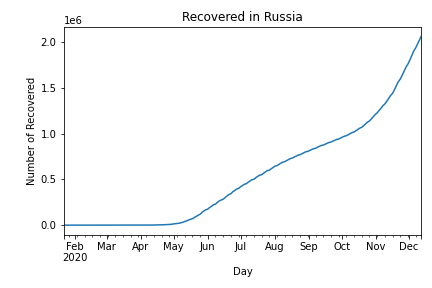 Recovered in Russia
1e6
2.0
1.5
1.0
0.5
0.0
Number of Recovered
Feb Mar Apr May Jun Jul Aug Sep Oct Nov Dec
2020
Day